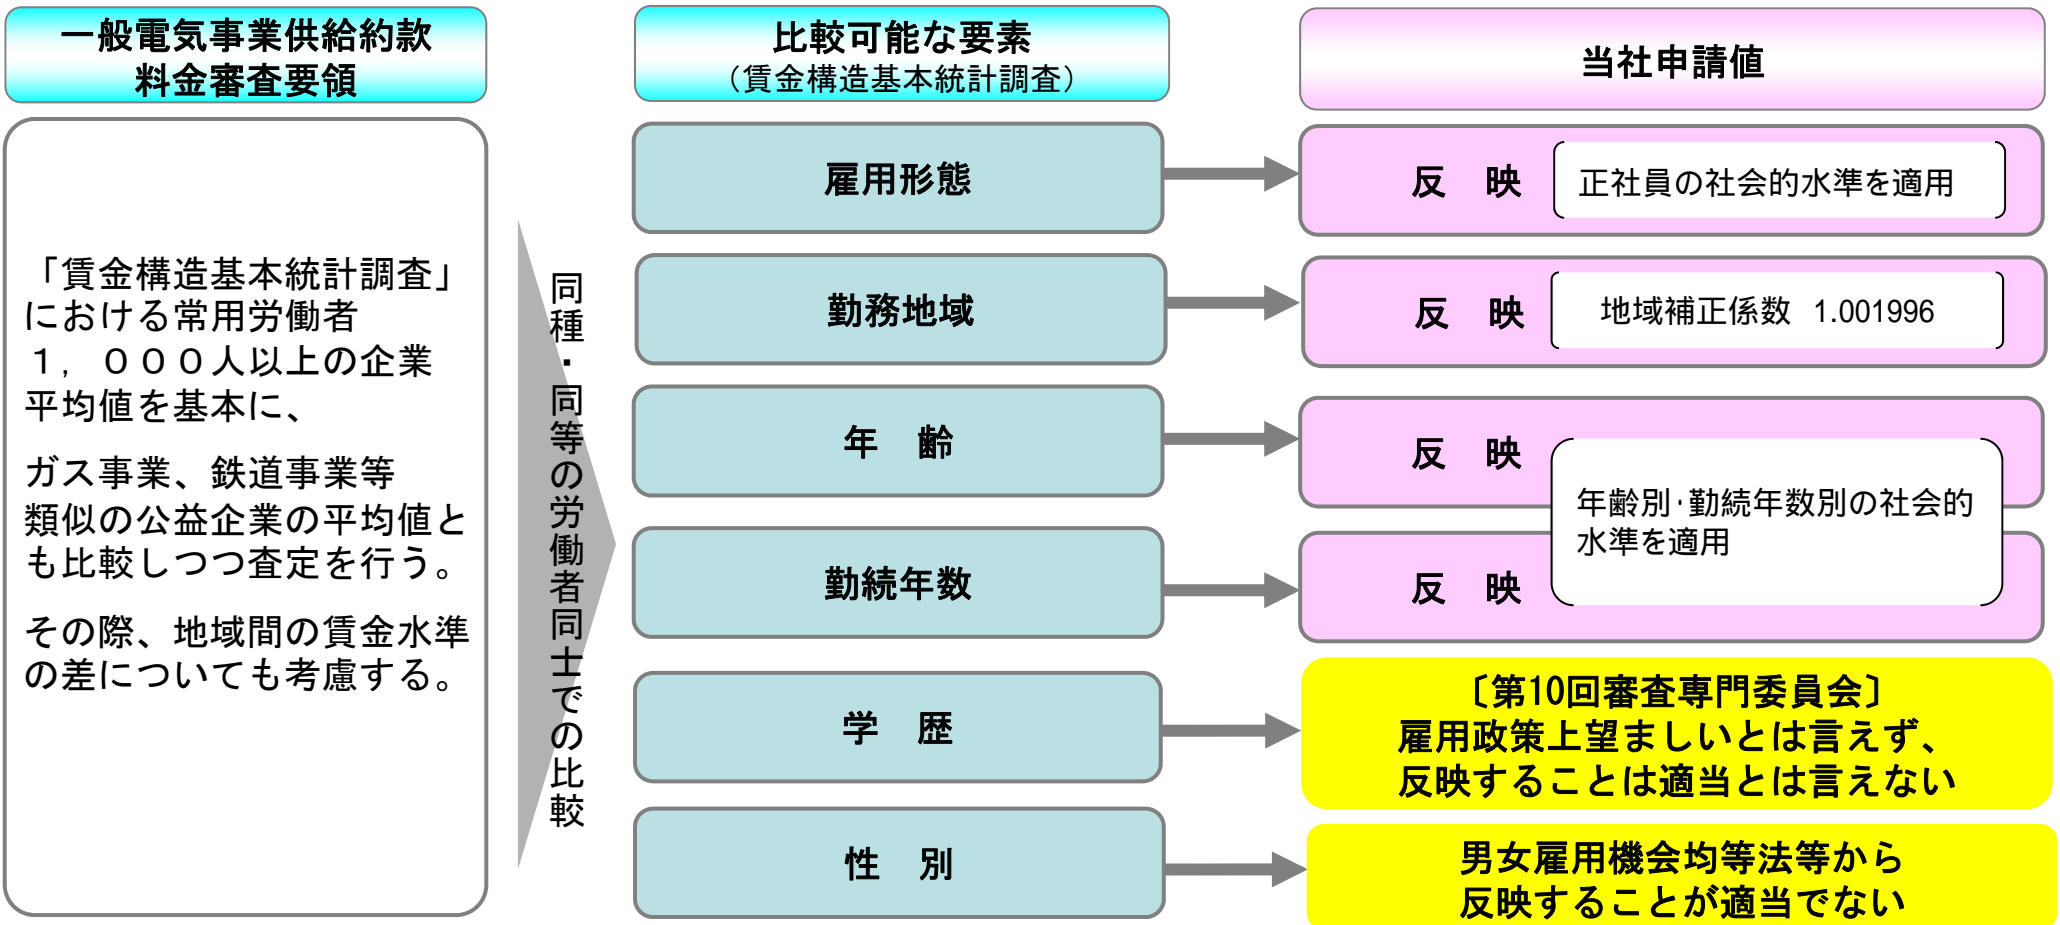 一般電気事業供給約款
料金審査要領
「賃金構造基本統計調査」
における常用労働者
１，０００人以上の企業
平均値を基本に、
ガス事業、鉄道事業等
類似の公益企業の平均値と
も比較しつつ査定を行う。
その際、地域間の賃金水準
の差についても考慮する。
同種・同等の労働者同士での比較
比較可能な要素
（賃金構造基本統計調査）
当社申請値
雇用形態
反　映
正社員の社会的水準を適用
勤務地域
反　映
地域補正係数　1.001996
年　齢
反　映
年齢別・勤続年数別の社会的
水準を適用
勤続年数
反　映
学　歴
〔第10回審査専門委員会〕
雇用政策上望ましいとは言えず、
反映することは適当とは言えない
性　別
男女雇用機会均等法等から
反映することが適当でない